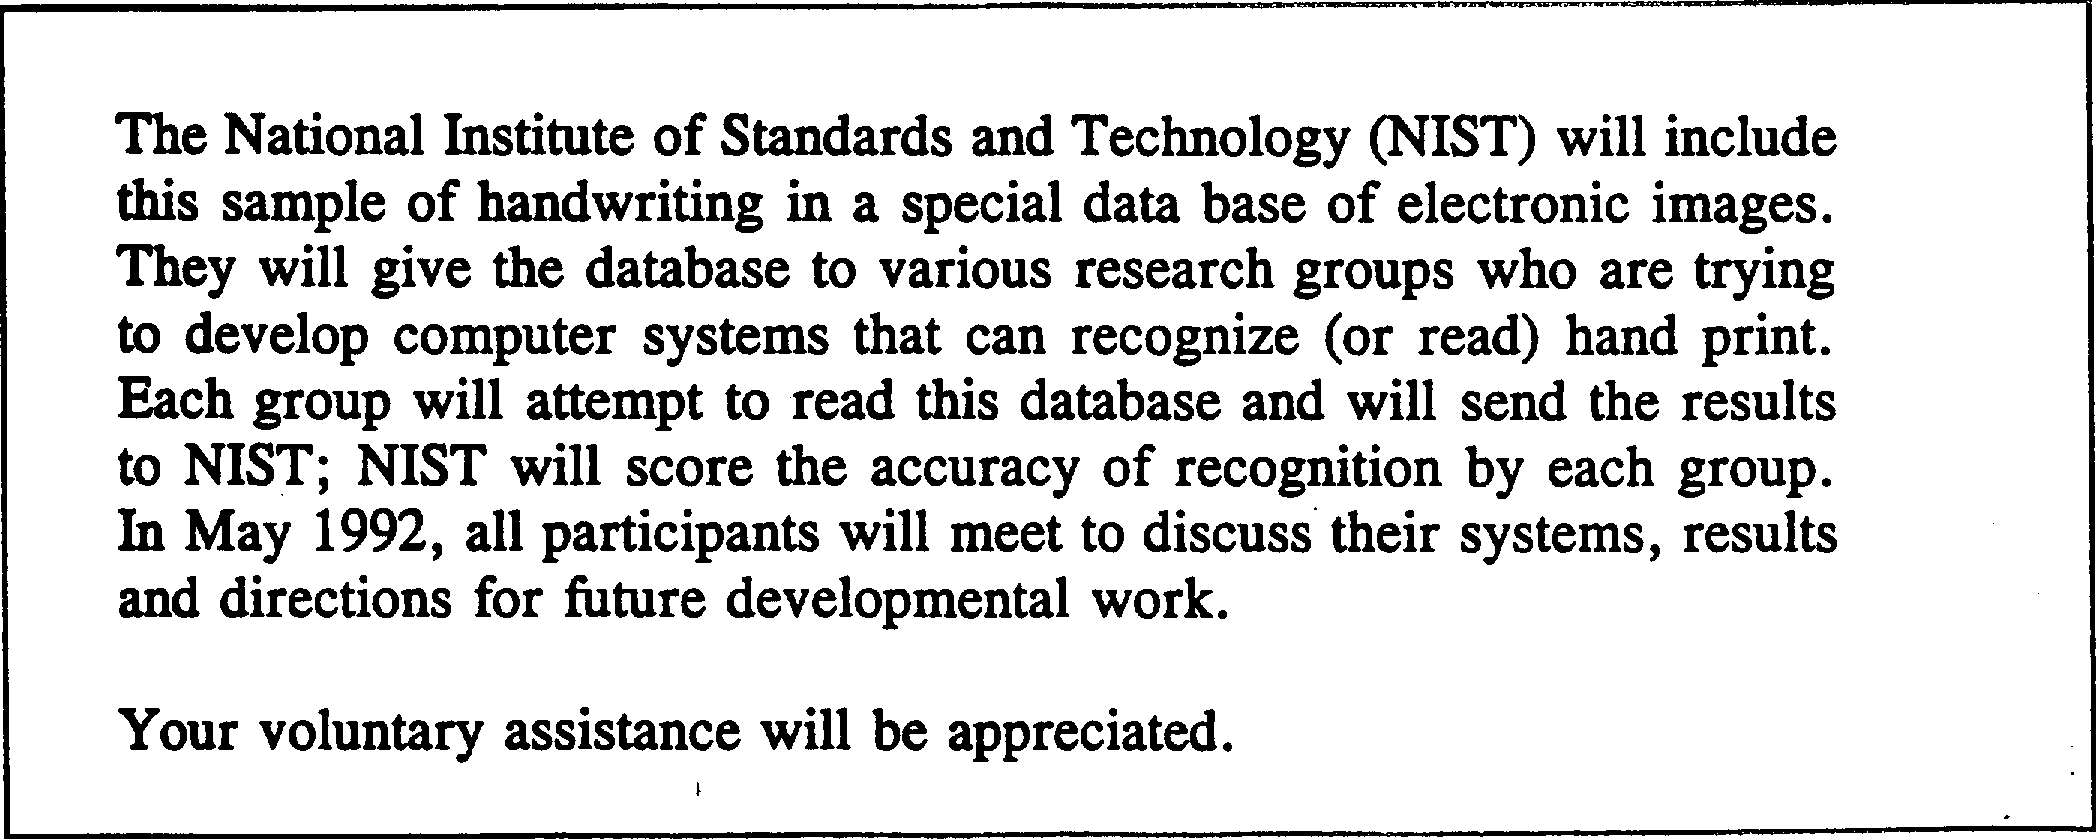 The National Institute of Standards and Technology (NIST) will include
this sample of handwriting in a special data base of electronic images.
They will give the database to various research groups who are trying
to develop computer systems that can recognize (or read) hand print.
Each group will attempt to read this database and will send the results
to NIST; NIST will score the accuracy of recognition by each group.
In May 1992, all participants will meet to discuss their systems, results
and directions for future developmental work.
Your voluntary assistance will be appreciated.